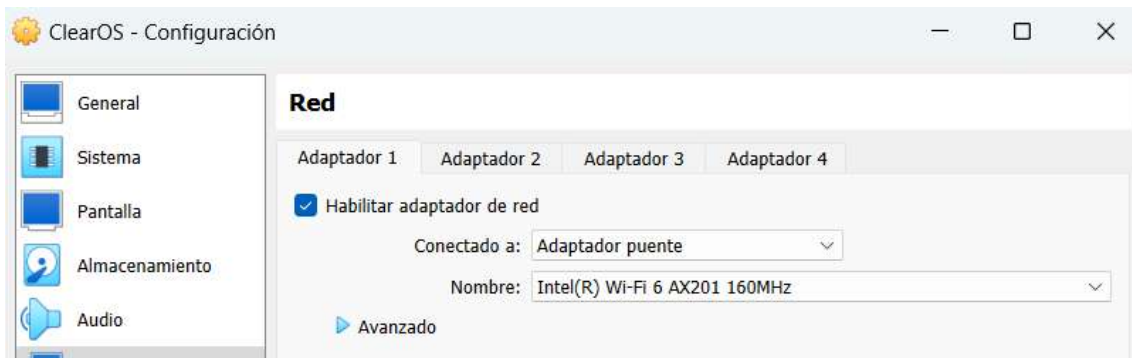 ClearOS - Configuración
General
Sistema
Pantalla
Almacenamiento
Audio
Red
Adaptador 1 Adaptador 2 Adaptador 3 Adaptador 4
Habilitar adaptador de red
Conectado a: Adaptador puente
Nombre: Intel(R) Wi-Fi 6 AX201 160MHz
Avanzado